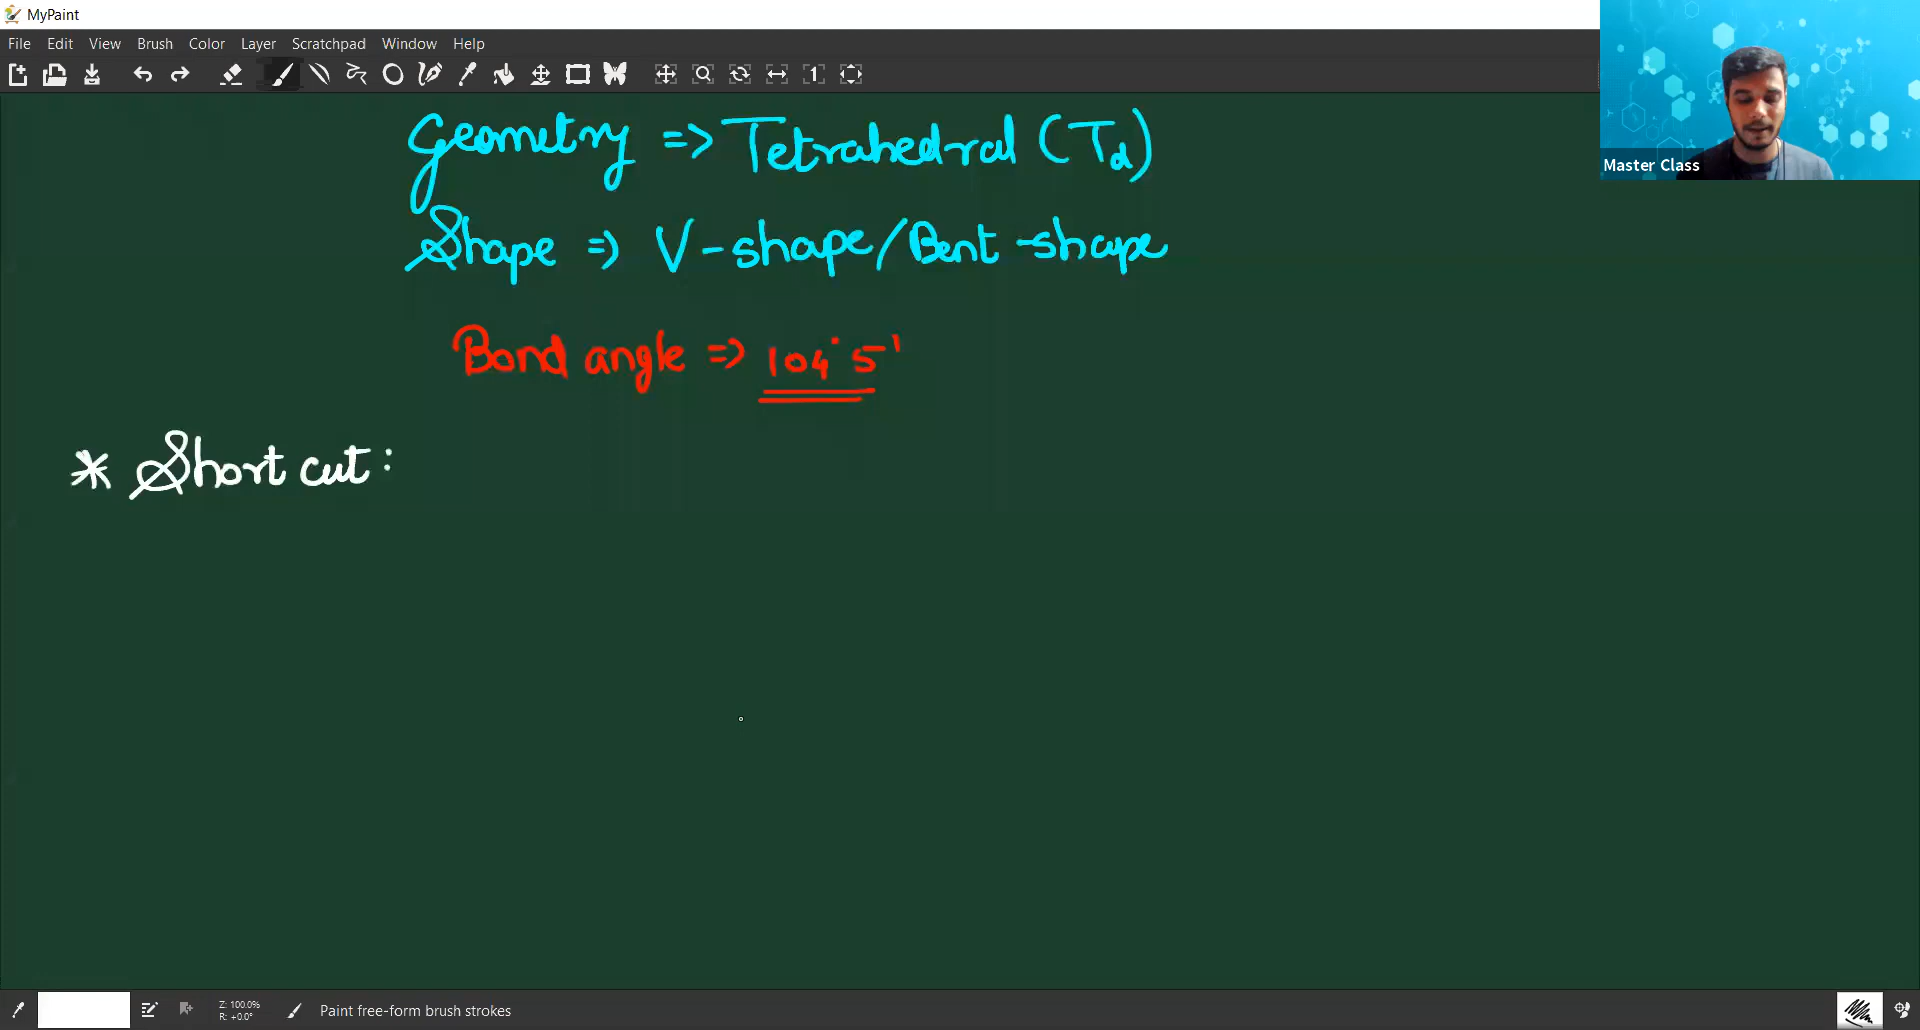 MyPaint
File Edit View Brush Color Layer Scratchpad Window Help
Master Class
Geometry => Tetrahedral (Td)
Shape => V-shape/Bent-shape
Bond angle => 104° 5'
* Short cut:
Z: 100.0%
R: +0.0°
Paint free-form brush strokes